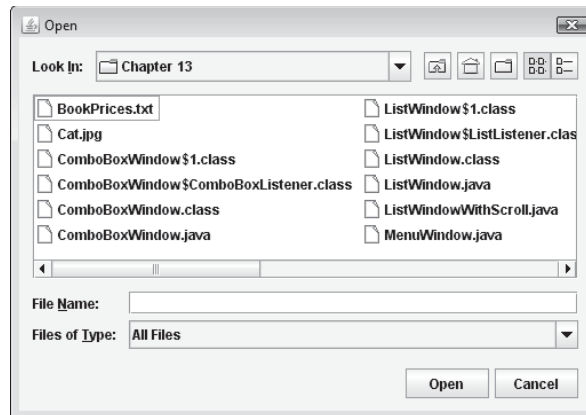 Open
Look In: Chapter 13
BookPrices.txt
Cat.jpg
ComboBoxWindow$1.class
ComboBoxWindow$ComboBoxListener.class
ComboBoxWindow.class
ComboBoxWindow.java
ListWindow$1.class
ListWindow$ListListener.clas
ListWindow.class
ListWindow.java
ListWindowWithScroll.java
MenuWindow.java
File Name:
Files of Type: All Files
Open Cancel